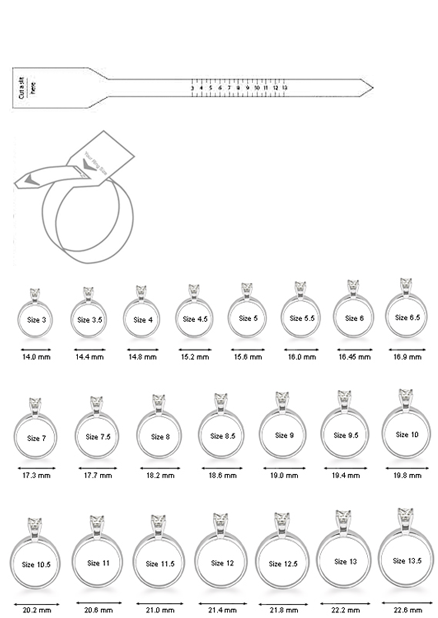 Cut a slit
here
3 4 5 6 7 8 9 10 11 12 13
Your Ring Size
Size 3 Size 3.5 Size 4 Size 4.5 Size 5 Size 5.5 Size 6 Size 6.5
14.0 mm 14.4 mm 14.8 mm 15.2 mm 15.6 mm 16.0 mm 16.45 mm 16.9 mm
Size 7 Size 7.5 Size 8 Size 8.5 Size 9 Size 9.5 Size 10
17.3 mm 17.7 mm 18.2 mm 18.6 mm 19.0 mm 19.4 mm 19.8 mm
Size 10.5 Size 11 Size 11.5 Size 12 Size 12.5 Size 13 Size 13.5
20.2 mm 20.6 mm 21.0 mm 21.4 mm 21.8 mm 22.2 mm 22.6 mm